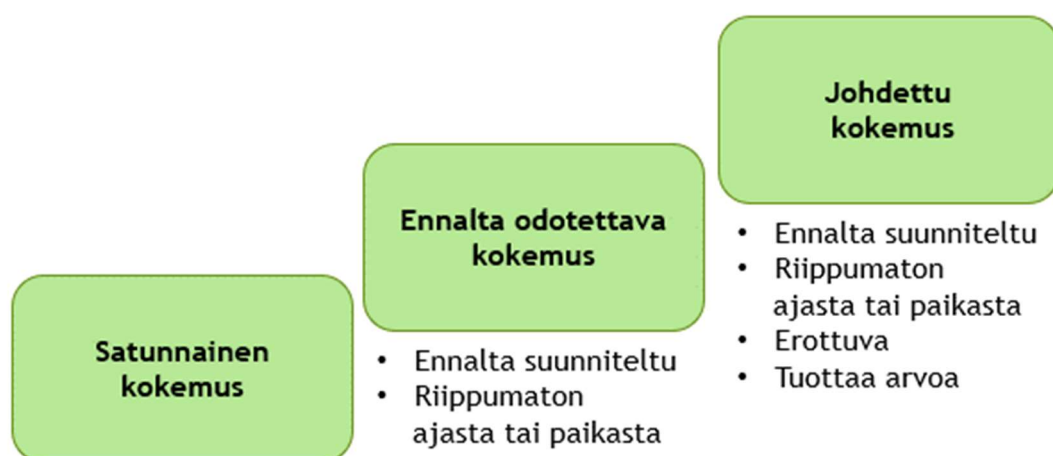 Satunnainen
kokemus
Ennalta odotettava
kokemus
• Ennalta suunniteltu
• Riippumaton
ajasta tai paikasta
Johdettu
kokemus
• Ennalta suunniteltu
• Riippumaton
ajasta tai paikasta
• Erottuva
• Tuottaa arvoa